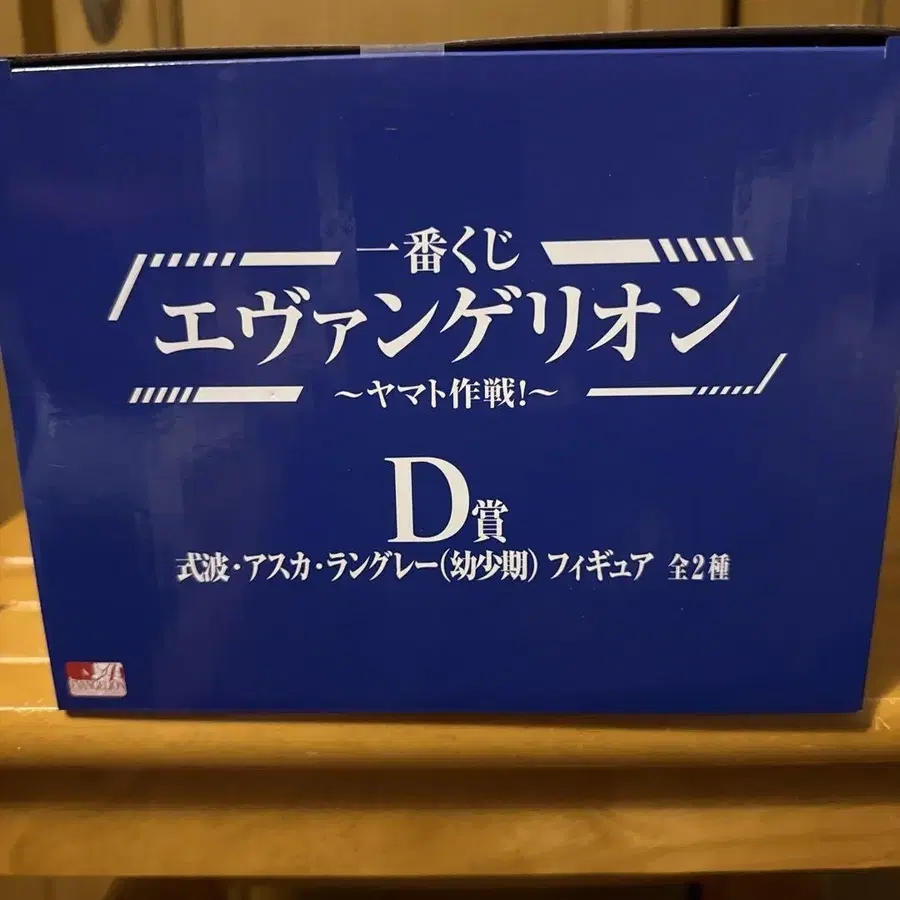 一番くじ
エヴァンゲリオン
～ヤマト作戦!～
D賞
式波・アスカ・ラングレー(幼少期) フィギュア 全2種
EVANGELION